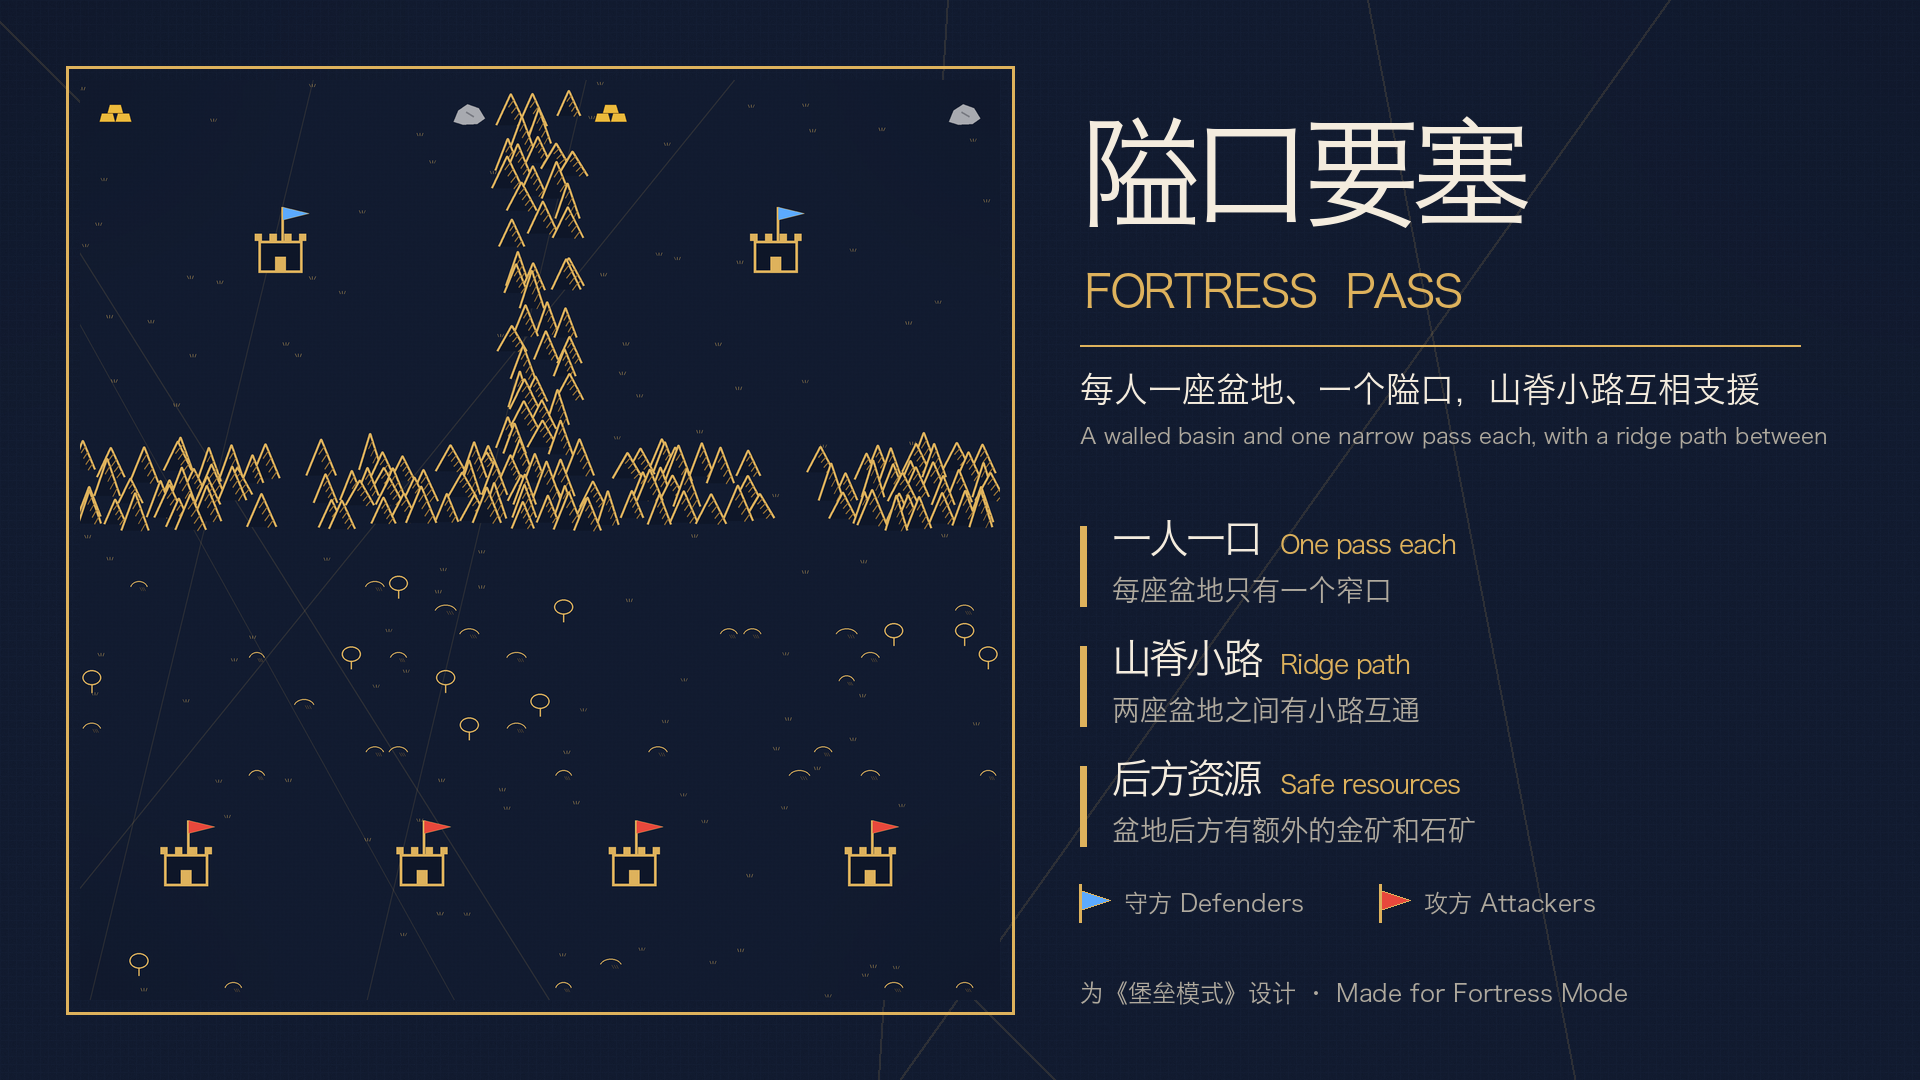 隘口要塞
FORTRESS PASS
每人一座盆地、一个隘口，山脊小路互相支援
A walled basin and one narrow pass each, with a ridge path between
一人一口 One pass each
每座盆地只有一个窄口
山脊小路 Ridge path
两座盆地之间有小路互通
后方资源 Safe resources
盆地后方有额外的金矿和石矿
守方 Defenders 攻方 Attackers
为《堡垒模式》设计 · Made for Fortress Mode